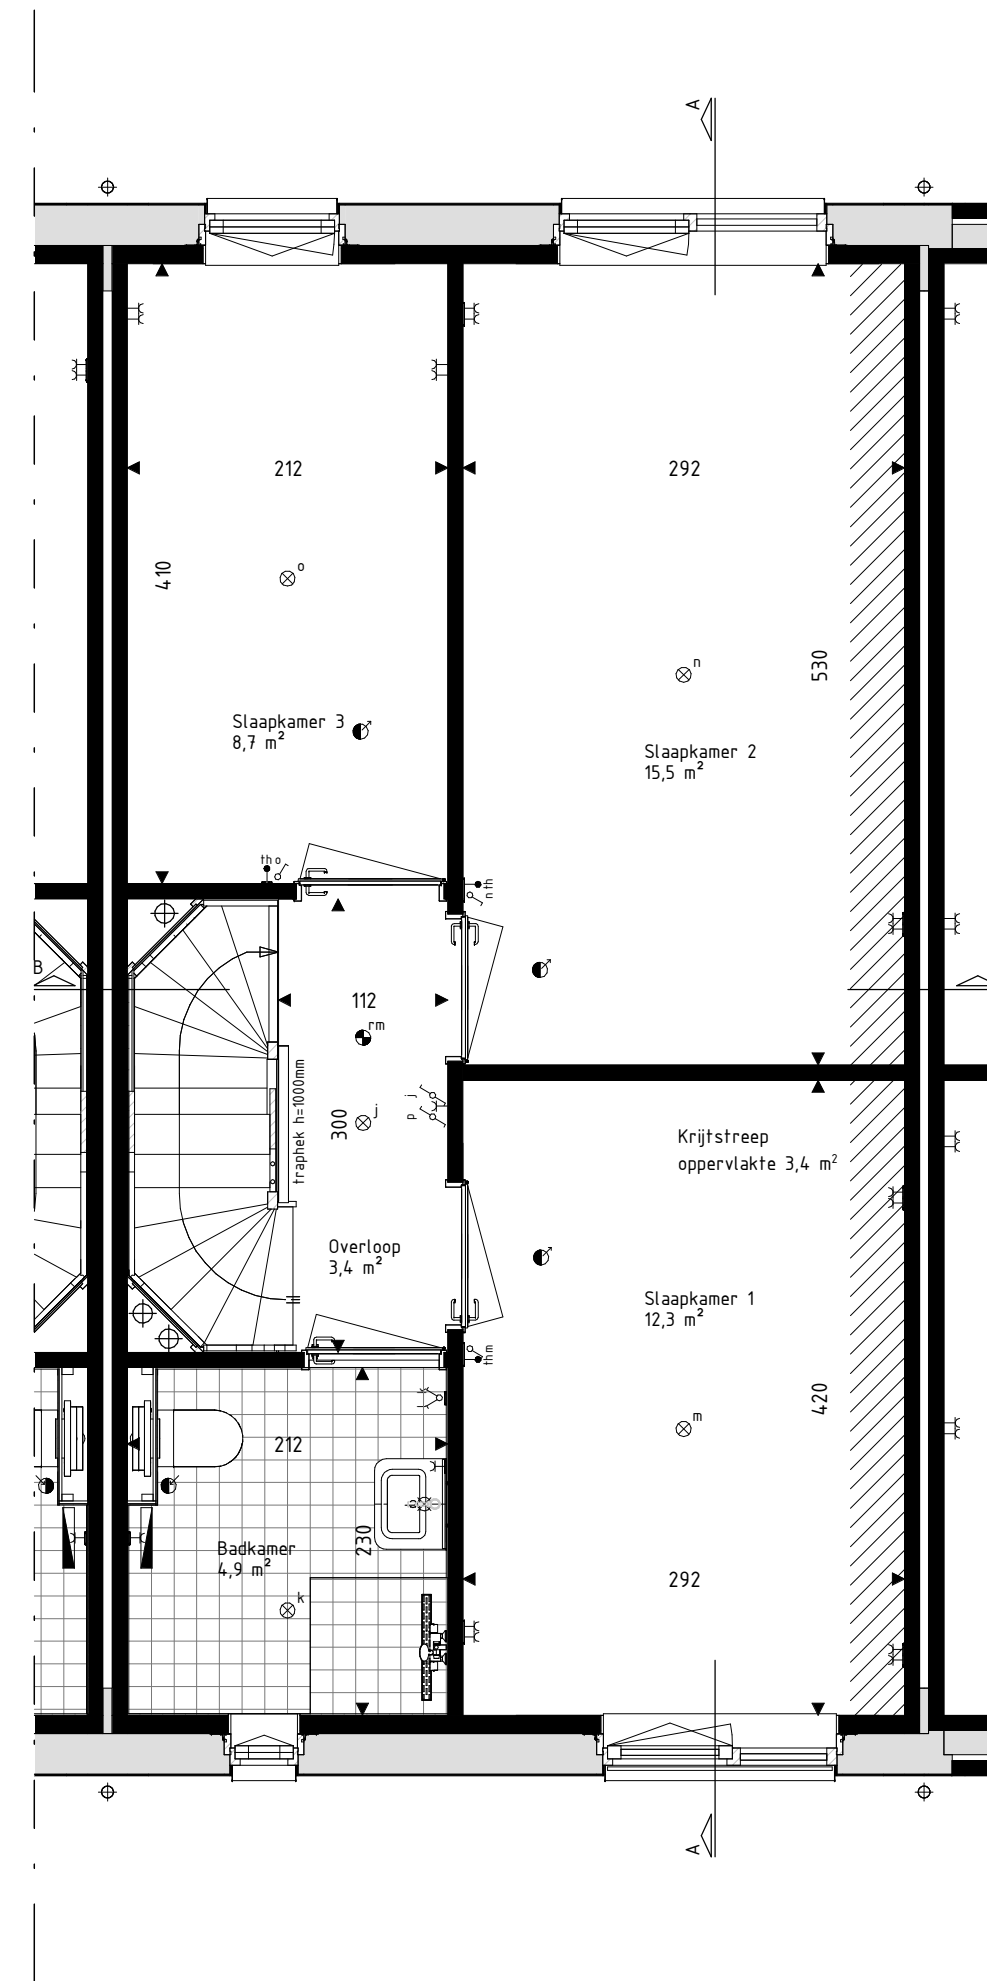 A
212
292
410
o
n
530
Slaapkamer 3
8,7 m²
Slaapkamer 2
15,5 m²
th o
n th
B
112
rm
traphek h=1000mm
300
j
p j
Krijtstreep
oppervlakte 3,4 m²
Overloop
3,4 m²
Slaapkamer 1
12,3 m²
th m
420
k
212
m
230
Badkamer
4,9 m²
k
292
A